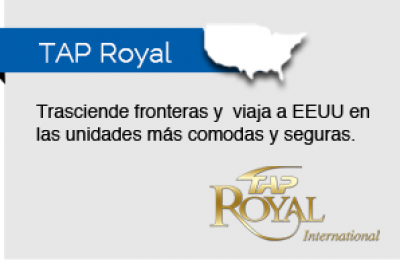 TAP Royal
Trasciende fronteras y  viaja a EEUU en
las unidades más comodas y seguras.
TAP
ROYAL
International